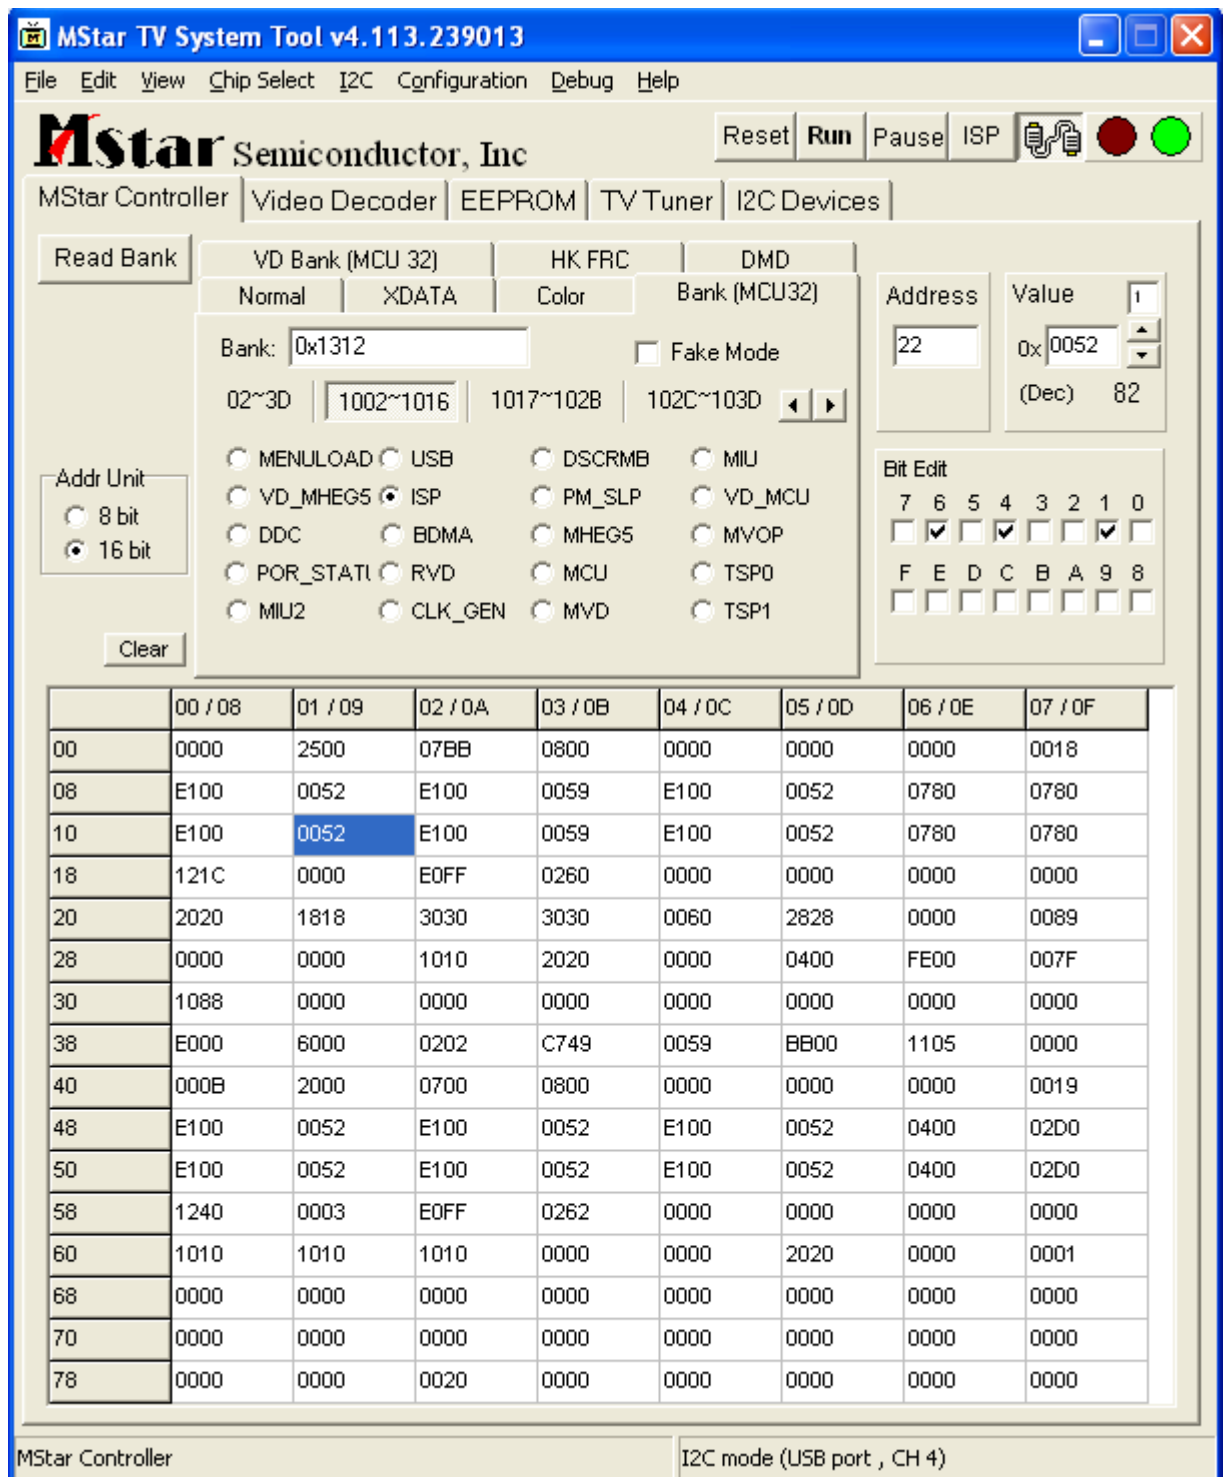 MStar TV System Tool v4.113.239013
File Edit View Chip Select I2C Configuration Debug Help
Mstar Semiconductor, Inc
Reset Run Pause ISP
MStar Controller Video Decoder EEPROM TV Tuner I2C Devices
Read Bank
VD Bank (MCU 32) HK FRC DMD
Normal XDATA Color Bank (MCU32)
Bank: 0x1312
Fake Mode
02~3D 1002~1016 1017~102B 102C~103D
MENULOAD USB DSCRMB MIU
VD_MHEG5 ISP PM_SLP VD_MCU
DDC BDMA MHEG5 MVOP
POR_STATU RVD MCU TSP0
MIU2 CLK_GEN MVD TSP1
Address
22
Value 1
0x 0052
(Dec) 82
Addr Unit
8 bit
16 bit
Clear
Bit Edit
7 6 5 4 3 2 1 0
F E D C B A 9 8
00 / 08 01 / 09 02 / 0A 03 / 0B 04 / 0C 05 / 0D 06 / 0E 07 / 0F
00 0000 2500 07BB 0800 0000 0000 0000 0018
08 E100 0052 E100 0059 E100 0052 0780 0780
10 E100 0052 E100 0059 E100 0052 0780 0780
18 121C 0000 E0FF 0260 0000 0000 0000 0000
20 2020 1818 3030 3030 0060 2828 0000 0089
28 0000 0000 1010 2020 0000 0400 FE00 007F
30 1088 0000 0000 0000 0000 0000 0000 0000
38 E000 6000 0202 C749 0059 BB00 1105 0000
40 000B 2000 0700 0800 0000 0000 0000 0019
48 E100 0052 E100 0052 E100 0052 0400 02D0
50 E100 0052 E100 0052 E100 0052 0400 02D0
58 1240 0003 E0FF 0262 0000 0000 0000 0000
60 1010 1010 1010 0000 0000 2020 0000 0001
68 0000 0000 0000 0000 0000 0000 0000 0000
70 0000 0000 0000 0000 0000 0000 0000 0000
78 0000 0000 0020 0000 0000 0000 0000 0000
MStar Controller
I2C mode (USB port , CH 4)